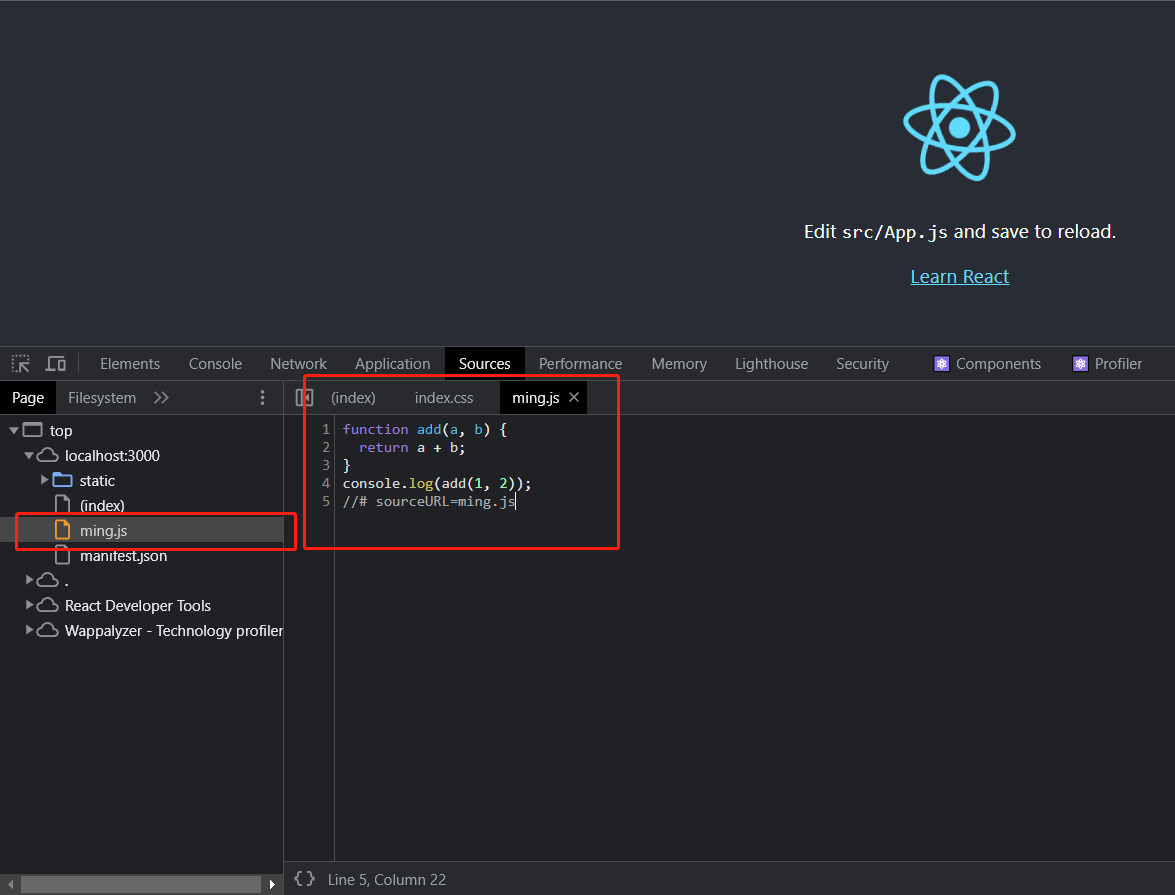 Edit src/App.js and save to reload.
Learn React
Elements Console Network Application Sources Performance Memory Lighthouse Security Components Profiler
Page Filesystem
(index) index.css ming.js
top
localhost:3000
static
(index)
ming.js
manifest.json
.
React Developer Tools
Wappalyzer - Technology profiler
1 function add(a, b) {
2 return a + b;
3 }
4 console.log(add(1, 2));
5 //# sourceURL=ming.js
{} Line 5, Column 22